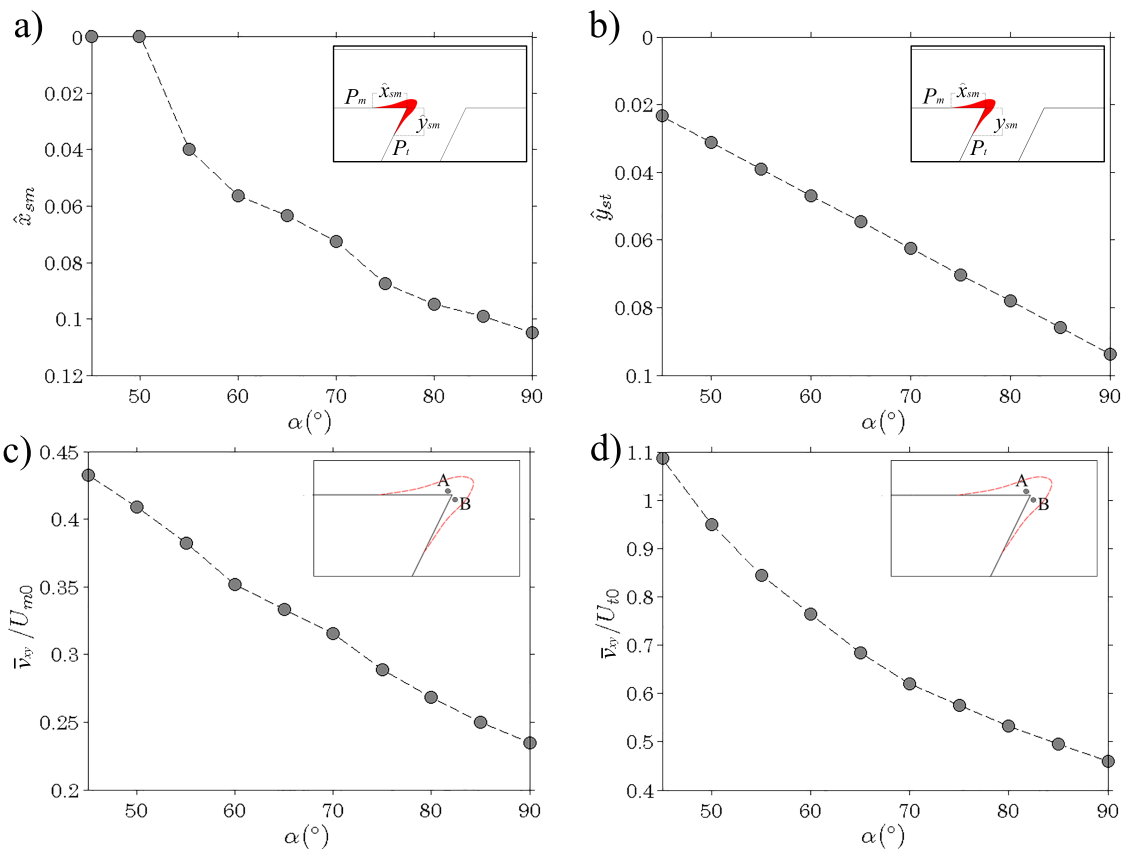 a)
0
0.02
0.04
0.06
0.08
0.1
0.12
x̂sm
50 60 70 80 90
α(°)
Pm
x̂sm
ŷsm
Pt
b)
0
0.02
0.04
0.06
0.08
0.1
ŷst
50 60 70 80 90
α(°)
Pm
x̂sm
ysm
Pt
c)
0.45
0.4
0.35
0.3
0.25
0.2
v̄xy/Um0
50 60 70 80 90
α(°)
A
B
d)
1.1
1
0.9
0.8
0.7
0.6
0.5
0.4
v̄xy/Ut0
50 60 70 80 90
α(°)
A
B